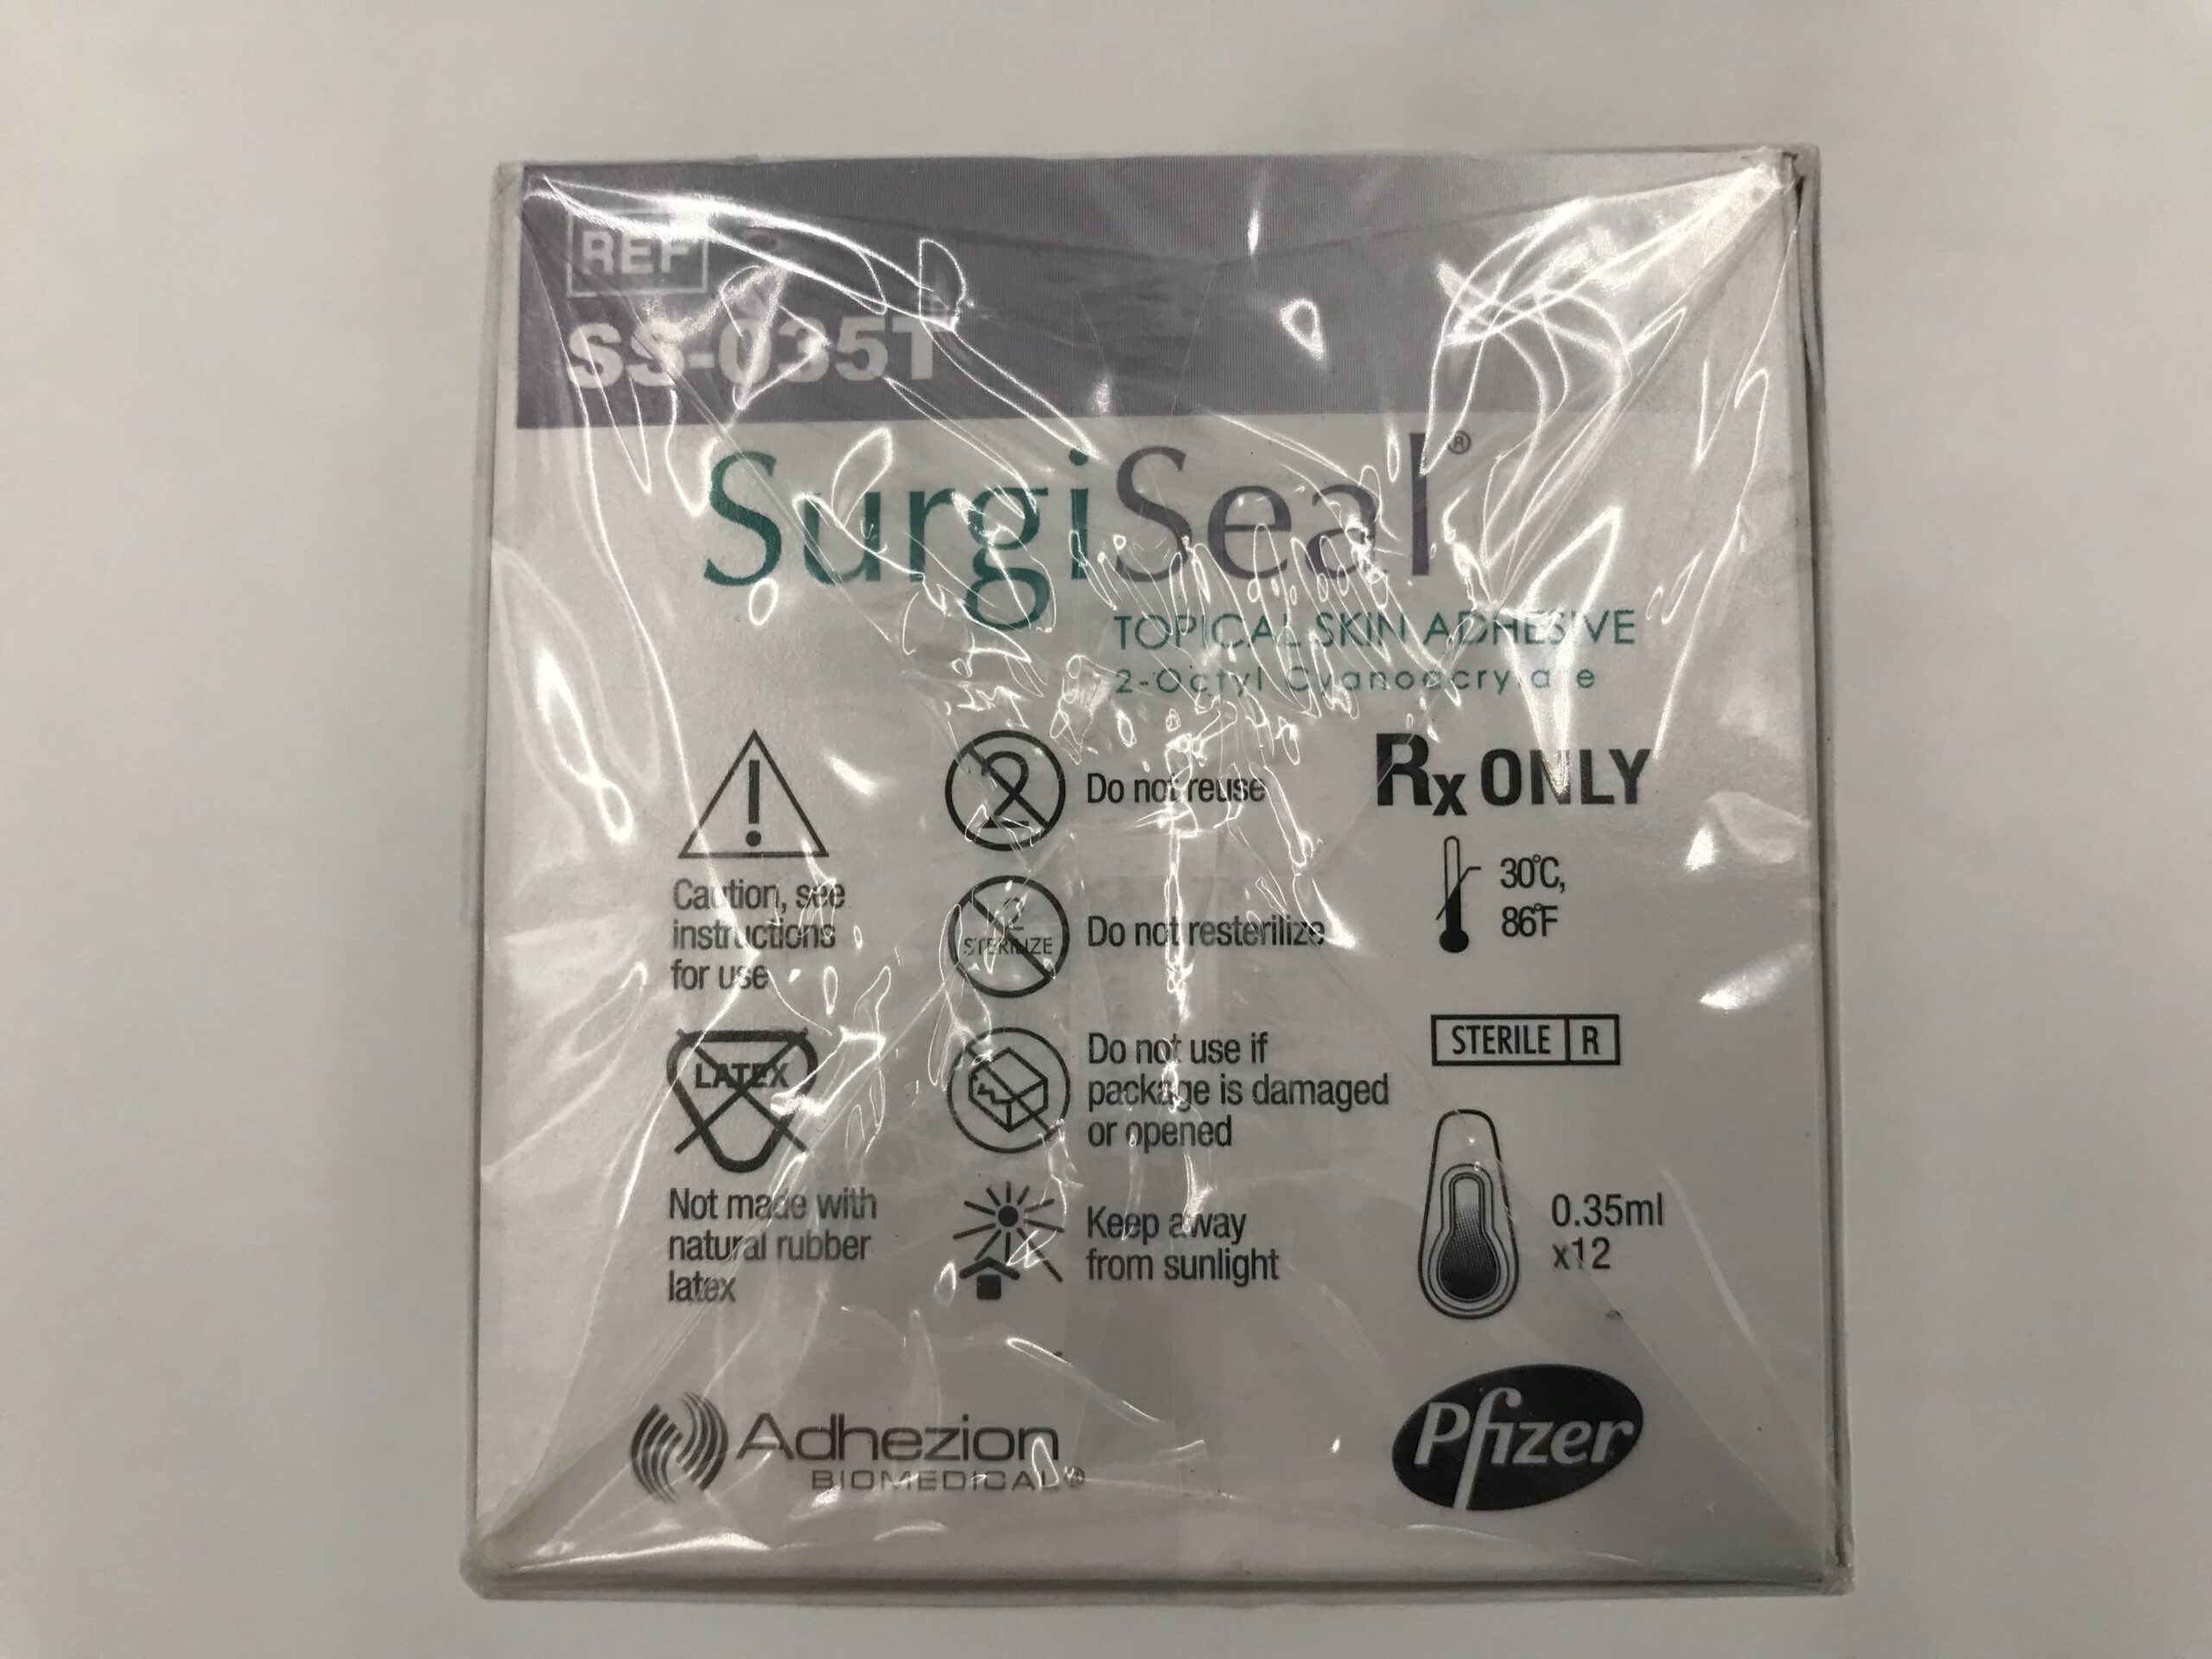 REF
SS-035T
SurgiSeal®
TOPICAL SKIN ADHESIVE
2-Octyl Cyanoacrylate
Caution, see
instructions
for use
LATEX
Not made with
natural rubber
latex
2
Do not reuse
2
STERILIZE
Do not resterilize
Do not use if
package is damaged
or opened
Keep away
from sunlight
Rx ONLY
30°C,
86°F
STERILE R
0.35ml
x12
Adhezion
BIOMEDICAL®
Pfizer